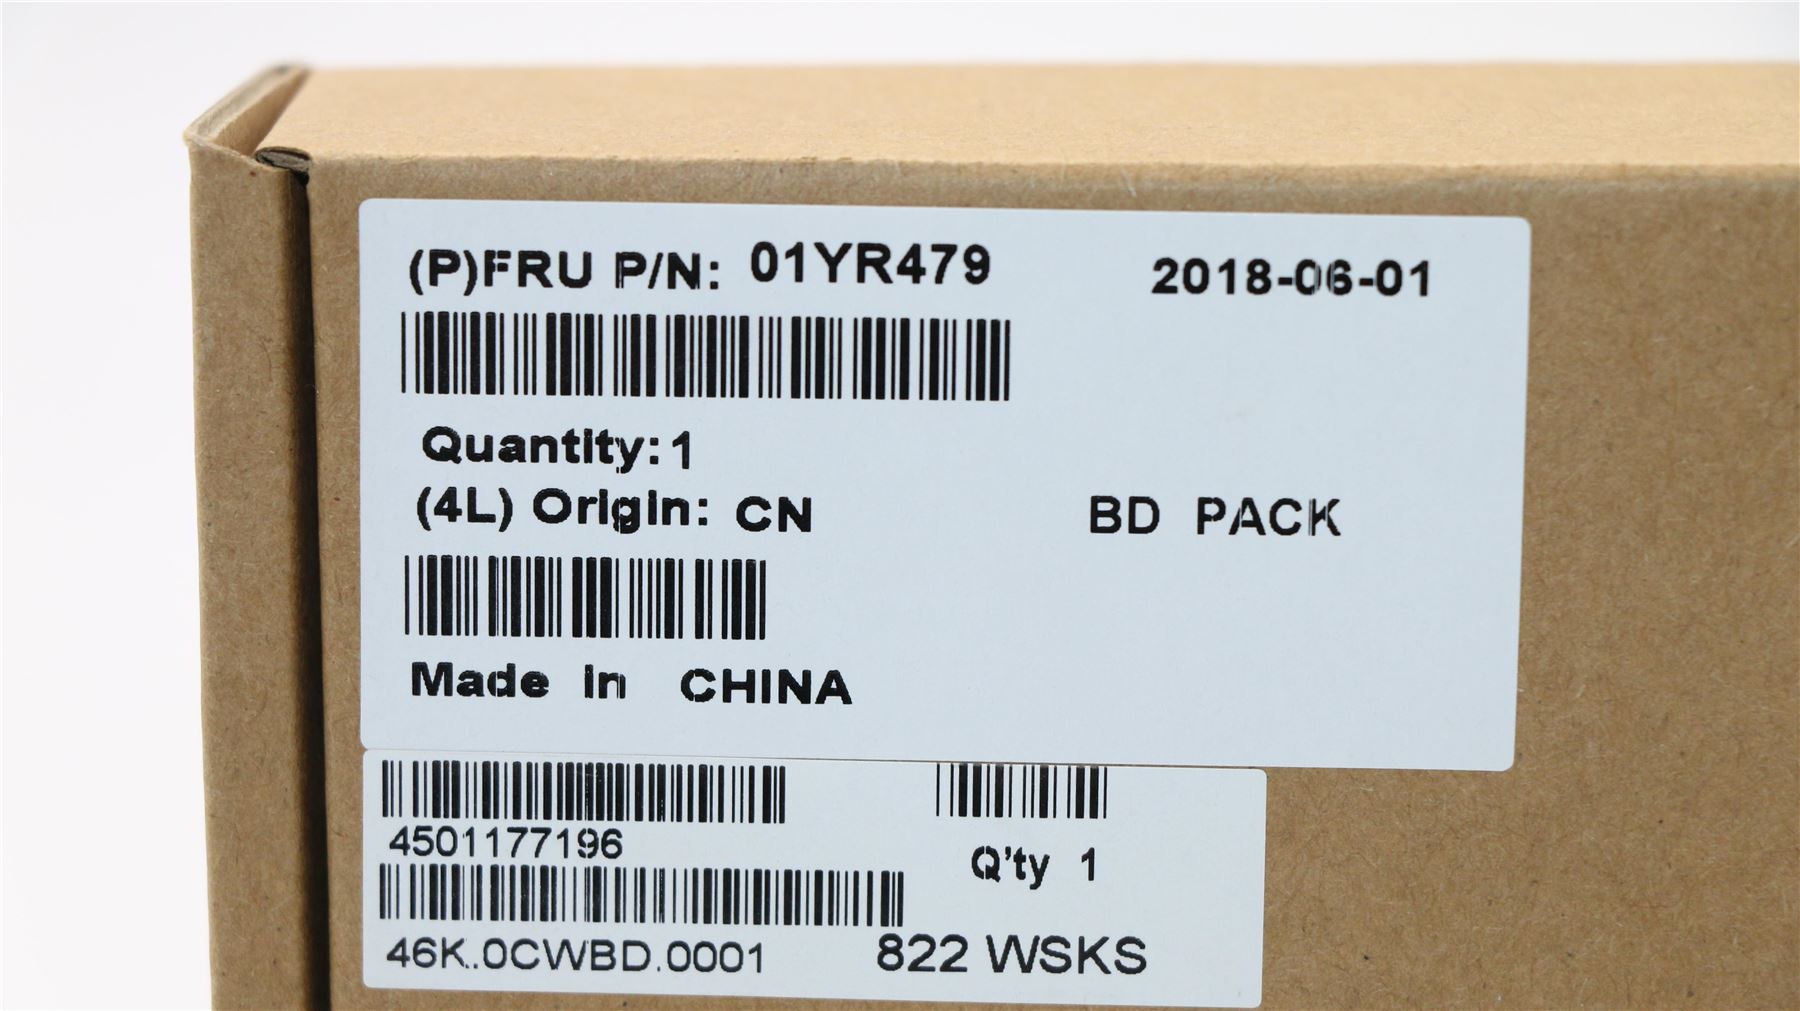 (P)FRU P/N: 01YR479 2018-06-01
Quantity: 1
(4L) Origin: CN BD PACK
Made in CHINA
4501177196
Q'ty 1
46K.0CWBD.0001 822 WSKS